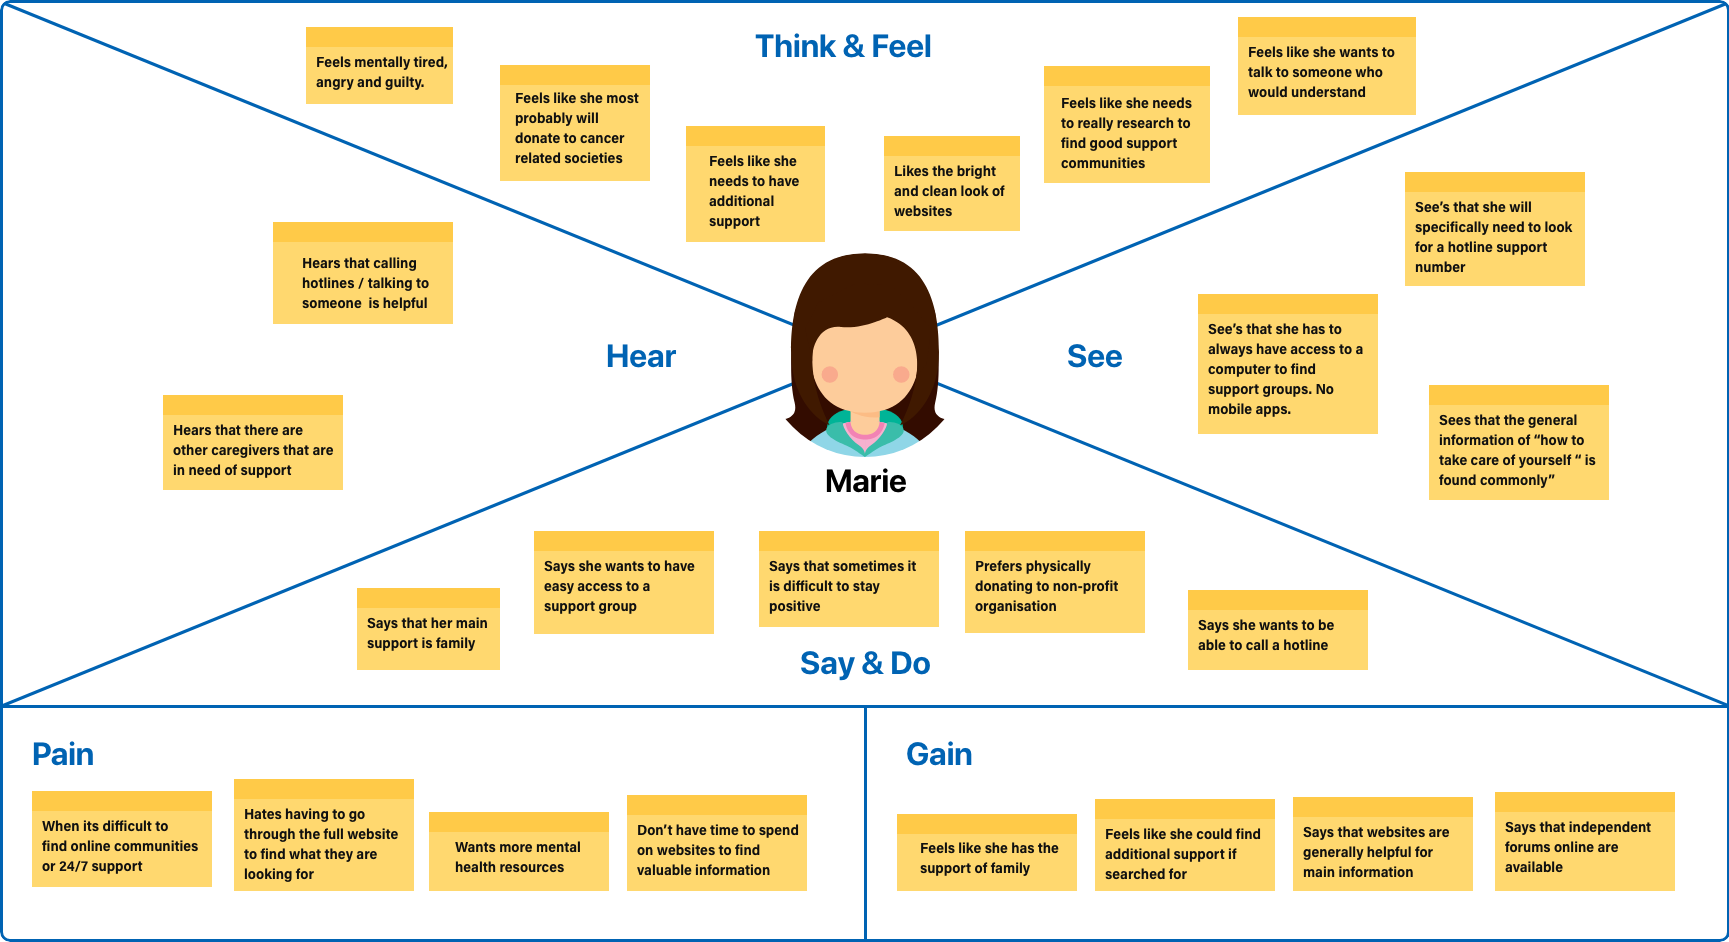 Think & Feel
Feels mentally tired,
angry and guilty.
Feels like she most
probably will
donate to cancer
related societies
Feels like she
needs to have
additional
support
Likes the bright
and clean look of
websites
Feels like she needs
to really research to
find good support
communities
Feels like she wants to
talk to someone who
would understand
Hear
Hears that calling
hotlines / talking to
someone  is helpful
Hears that there are
other caregivers that are
in need of support
See
See's that she will
specifically need to look
for a hotline support
number
See's that she has to
always have access to a
computer to find
support groups. No
mobile apps.
Sees that the general
information of “how to
take care of yourself “ is
found commonly”
Marie
Says that her main
support is family
Says she wants to have
easy access to a
support group
Says that sometimes it
is difficult to stay
positive
Prefers physically
donating to non-profit
organisation
Says she wants to be
able to call a hotline
Say & Do
Pain
When its difficult to
find online communities
or 24/7 support
Hates having to go
through the full website
to find what they are
looking for
Wants more mental
health resources
Don't have time to spend
on websites to find
valuable information
Gain
Feels like she has the
support of family
Feels like she could find
additional support if
searched for
Says that websites are
generally helpful for
main information
Says that independent
forums online are
available